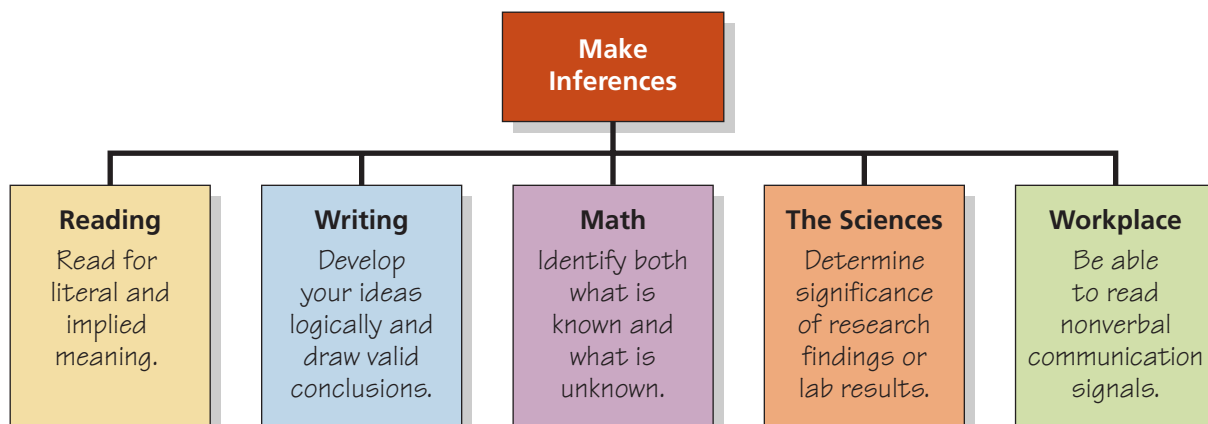 Make
Inferences
Reading
Read for
literal and
implied
meaning.
Writing
Develop
your ideas
logically and
draw valid
conclusions.
Math
Identify both
what is
known and
what is
unknown.
The Sciences
Determine
significance
of research
findings or
lab results.
Workplace
Be able
to read
nonverbal
communication
signals.